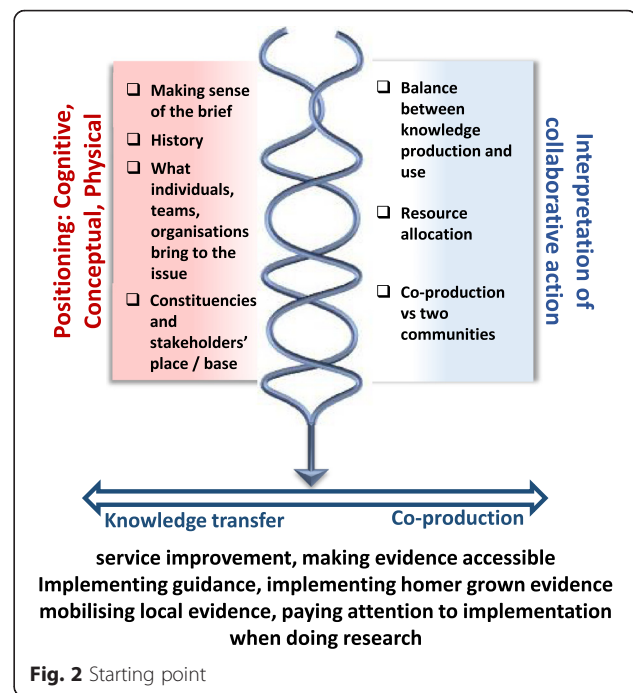 Positioning: Cognitive,
Conceptual, Physical
❑ Making sense
of the brief
❑ History
❑ What
individuals,
teams,
organisations
bring to the
issue
❑ Constituencies
and
stakeholders’
place / base
❑ Balance
between
knowledge
production and
use
❑ Resource
allocation
❑ Co-production
vs two
communities
Interpretation of
collaborative action
Knowledge transfer
Co-production
service improvement, making evidence accessible
Implementing guidance, implementing homer grown evidence
mobilising local evidence, paying attention to implementation
when doing research
Fig. 2 Starting point